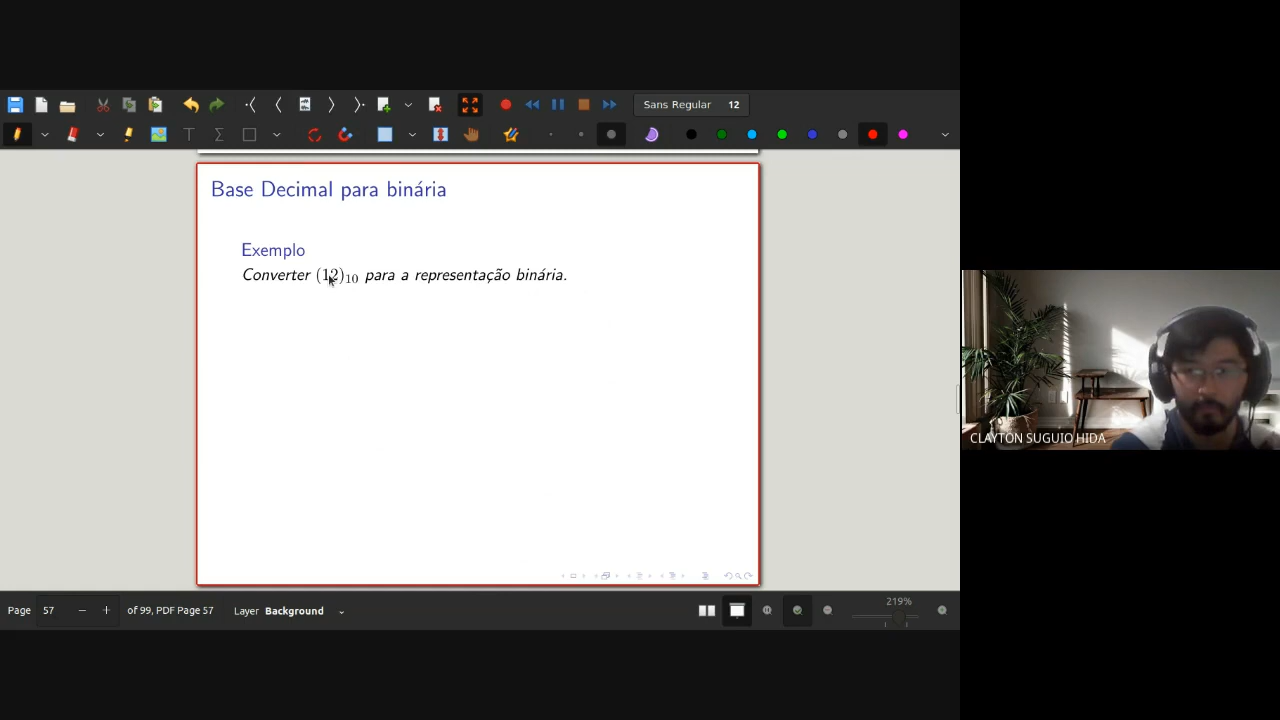 Sans Regular 12
Base Decimal para binária
Exemplo
Converter (12)₁₀ para a representação binária.
CLAYTON SUGUIO HIDA
Page 57 of 99, PDF Page 57 Layer Background 219%